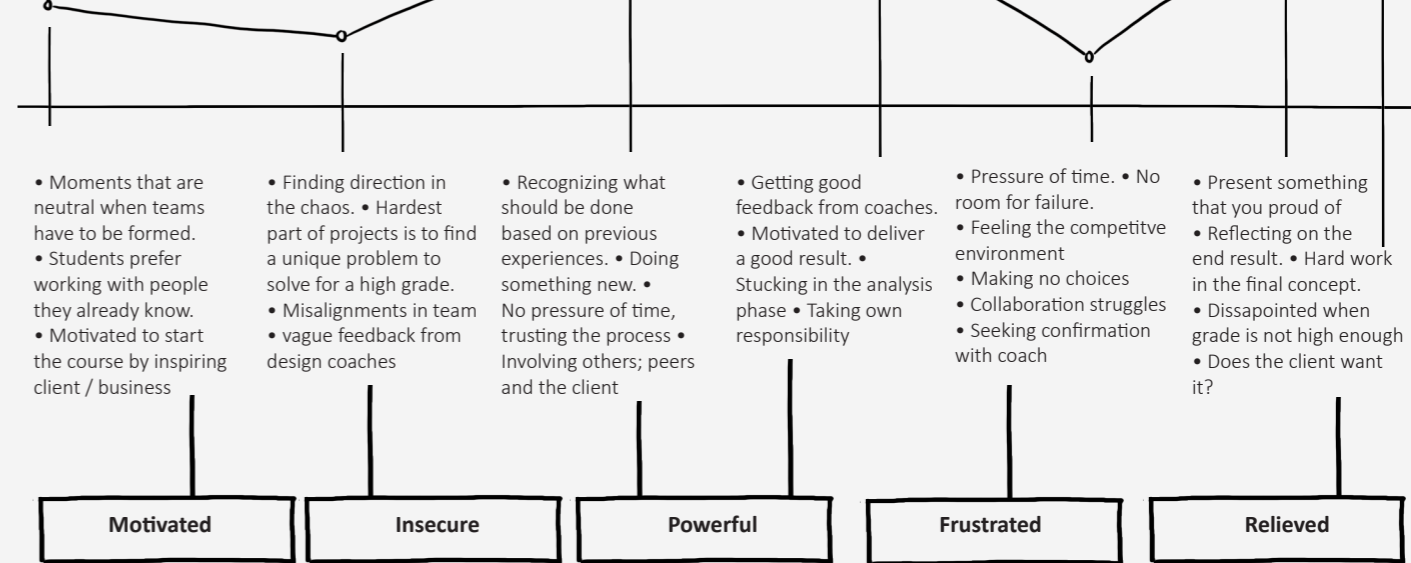 • Moments that are
neutral when teams
have to be formed.
• Students prefer
working with people
they already know.
• Motivated to start
the course by inspiring
client / business
• Finding direction in
the chaos. • Hardest
part of projects is to find
a unique problem to
solve for a high grade.
• Misalignments in team
• vague feedback from
design coaches
• Recognizing what
should be done
based on previous
experiences. • Doing
something new. •
No pressure of time,
trusting the process •
Involving others; peers
and the client
• Getting good
feedback from coaches.
• Motivated to deliver
a good result. •
Stucking in the analysis
phase • Taking own
responsibility
• Pressure of time. • No
room for failure.
• Feeling the competitve
environment
• Making no choices
• Collaboration struggles
• Seeking confirmation
with coach
• Present something
that you proud of
• Reflecting on the
end result. • Hard work
in the final concept.
• Dissapointed when
grade is not high enough
• Does the client want
it?
Motivated
Insecure
Powerful
Frustrated
Relieved